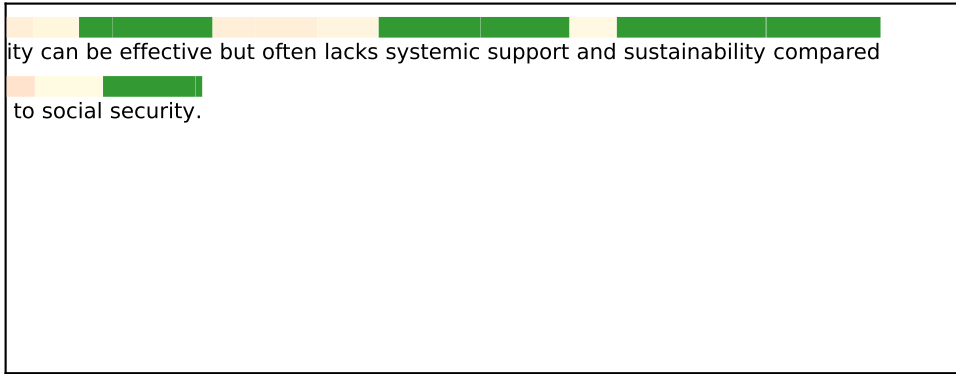 ity can be effective but often lacks systemic support and sustainability compared
to social security.